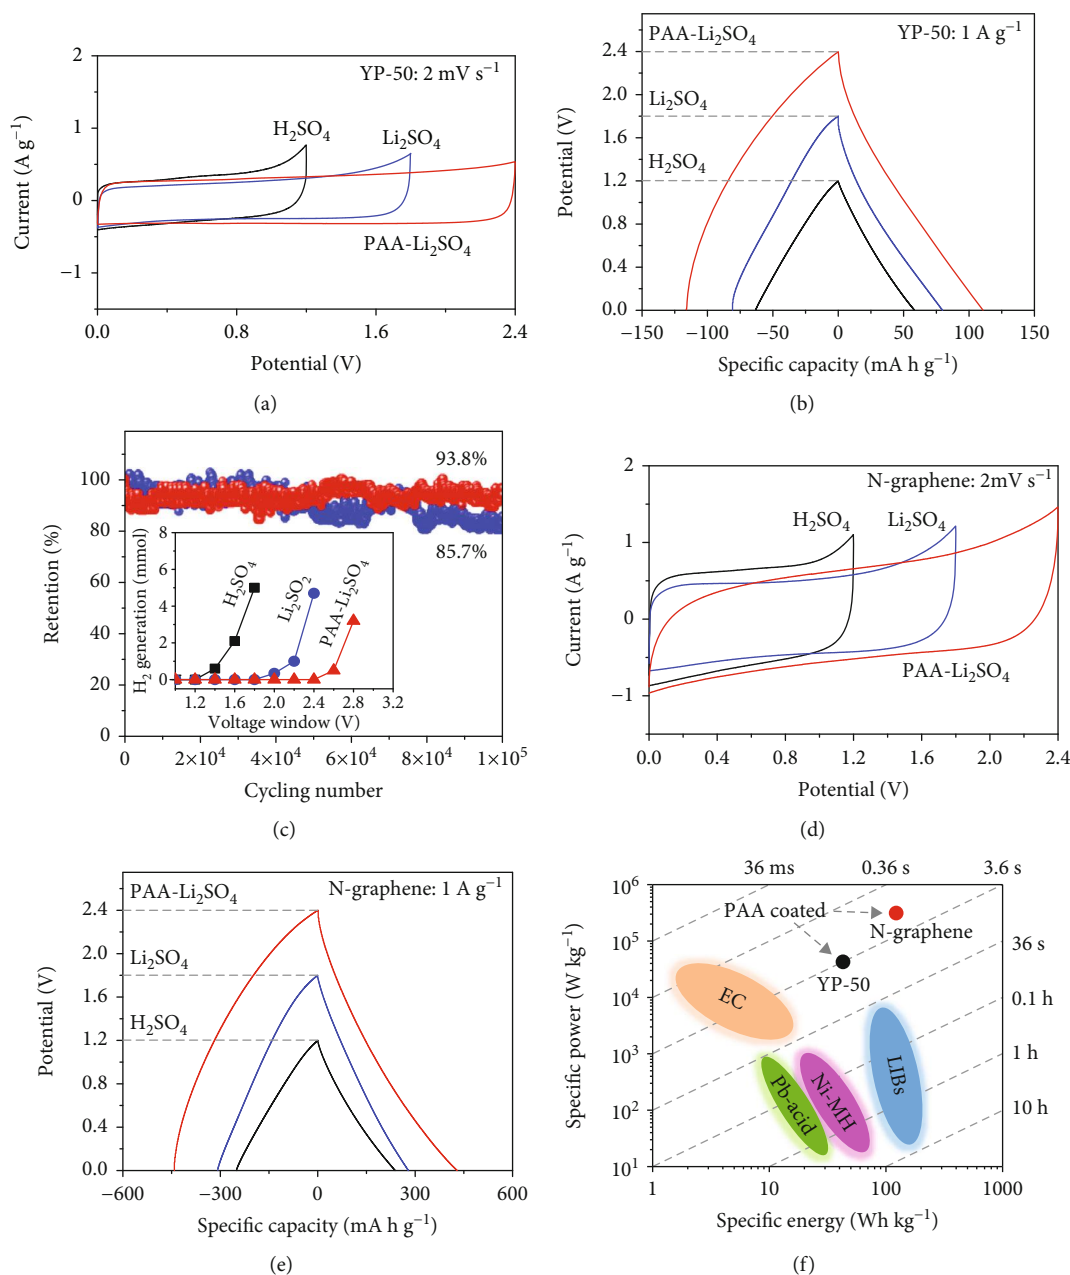 2
1
0
−1
Current (A g⁻¹)
YP-50: 2 mV s⁻¹
H₂SO₄
Li₂SO₄
PAA-Li₂SO₄
0.0
0.8
1.6
2.4
Potential (V)
(a)
PAA-Li₂SO₄
YP-50: 1 A g⁻¹
2.4
Li₂SO₄
1.8
H₂SO₄
1.2
0.8
0.4
0.0
Potential (V)
−150
−100
−50
0
50
100
150
Specific capacity (mA h g⁻¹)
(b)
100
80
60
40
20
0
Retention (%)
93.8%
85.7%
8
6
4
2
0
H₂ generation (mmol)
H₂SO₄
Li₂SO₂
PAA-Li₂SO₄
1.2
1.6
2.0
2.4
2.8
3.2
Voltage window (V)
0
2×10⁴
4×10⁴
6×10⁴
8×10⁴
1×10⁵
Cycling number
(c)
2
1
0
−1
Current (A g⁻¹)
N-graphene: 2mV s⁻¹
H₂SO₄
Li₂SO₄
PAA-Li₂SO₄
0.0
0.4
0.8
1.2
1.6
2.0
2.4
Potential (V)
(d)
PAA-Li₂SO₄
N-graphene: 1 A g⁻¹
2.4
2.0
Li₂SO₄
1.6
H₂SO₄
1.2
0.8
0.4
0.0
Potential (V)
−600
−300
0
300
600
Specific capacity (mA h g⁻¹)
(e)
36 ms
0.36 s
3.6 s
36 s
0.1 h
1 h
10 h
10⁶
10⁵
10⁴
10³
10²
10¹
Specific power (W kg⁻¹)
PAA coated
N-graphene
YP-50
EC
Pb-acid
Ni-MH
LIBs
1
10
100
1000
Specific energy (Wh kg⁻¹)
(f)